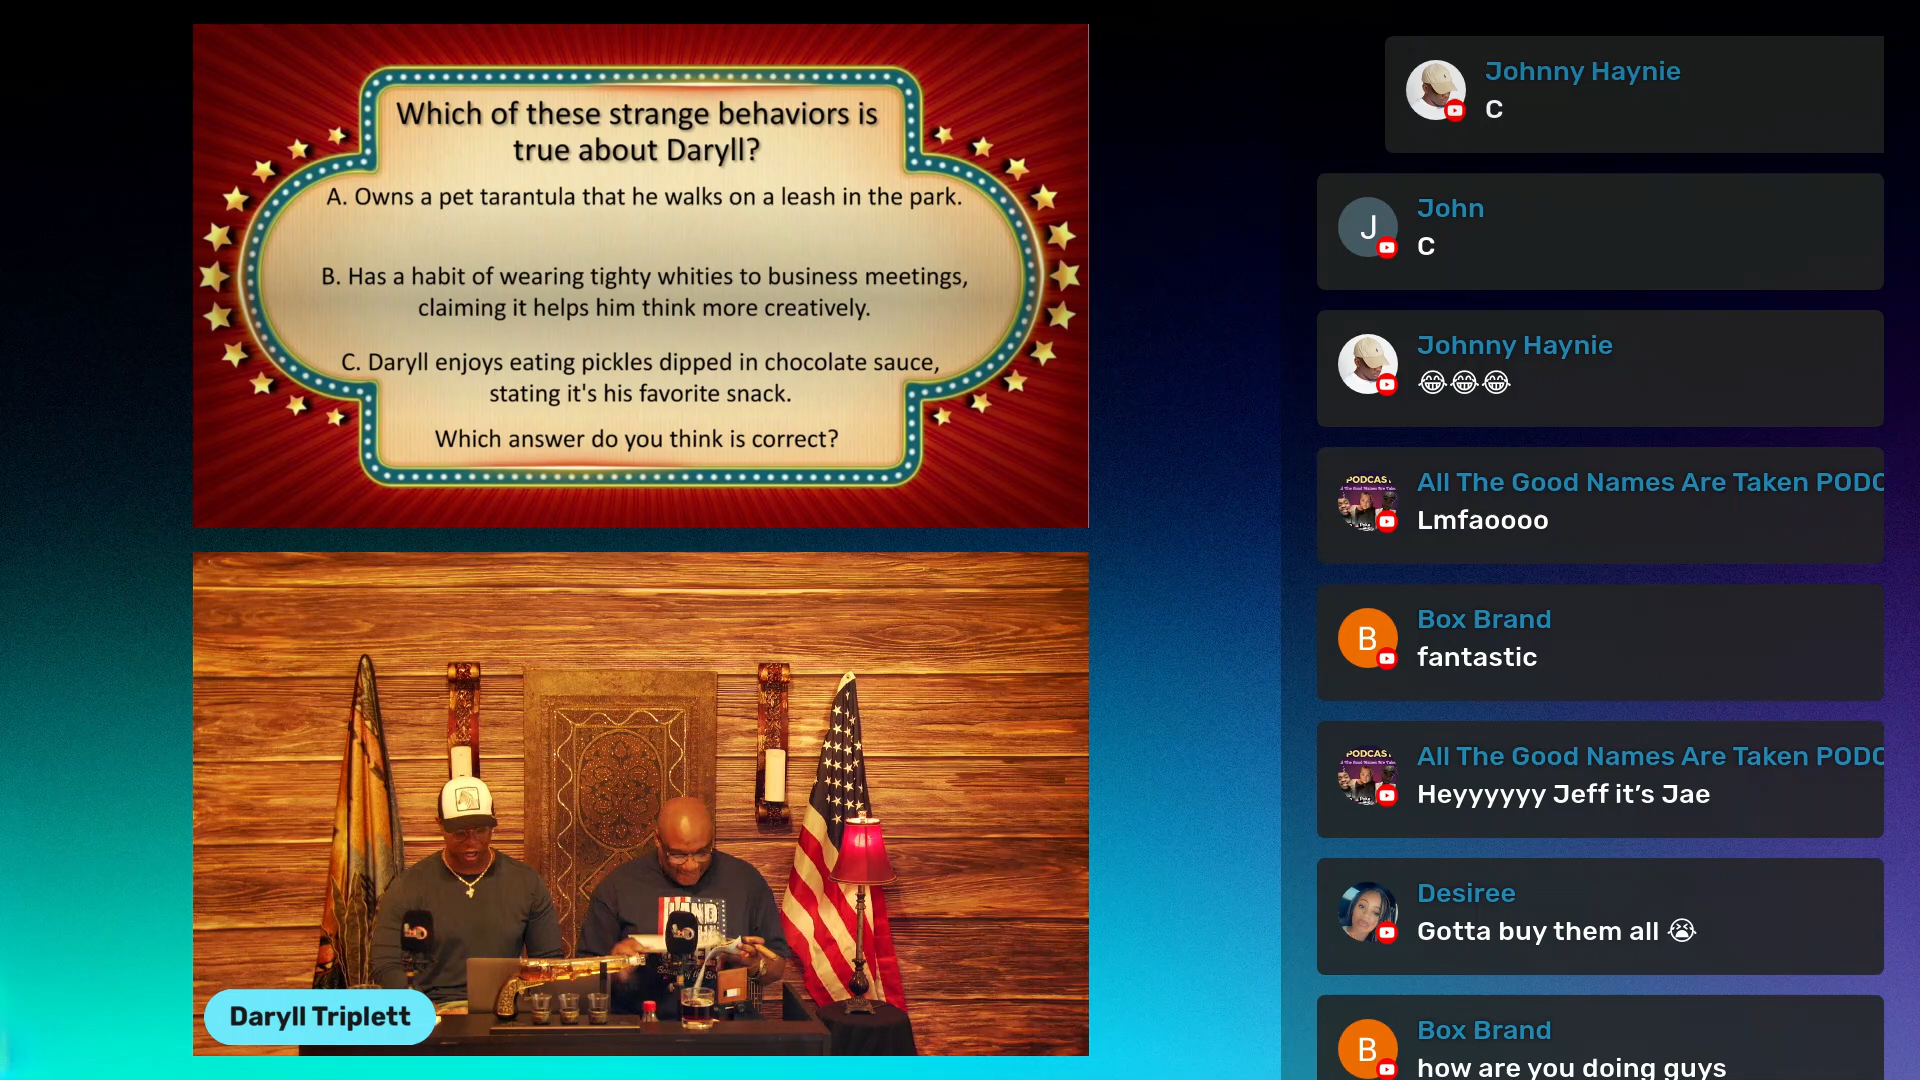 Which of these strange behaviors is
true about Daryll?
A. Owns a pet tarantula that he walks on a leash in the park.
B. Has a habit of wearing tighty whities to business meetings,
claiming it helps him think more creatively.
C. Daryll enjoys eating pickles dipped in chocolate sauce,
stating it's his favorite snack.
Which answer do you think is correct?
Daryll Triplett
Johnny Haynie
C
J
John
C
Johnny Haynie
😂😂😂
PODCAS
All The Good Names Are Taken PODC
Lmfaoooo
B
Box Brand
fantastic
PODCAS
All The Good Names Are Taken PODC
Heyyyyyy Jeff it’s Jae
Desiree
Gotta buy them all 😭
B
Box Brand
how are you doing guys